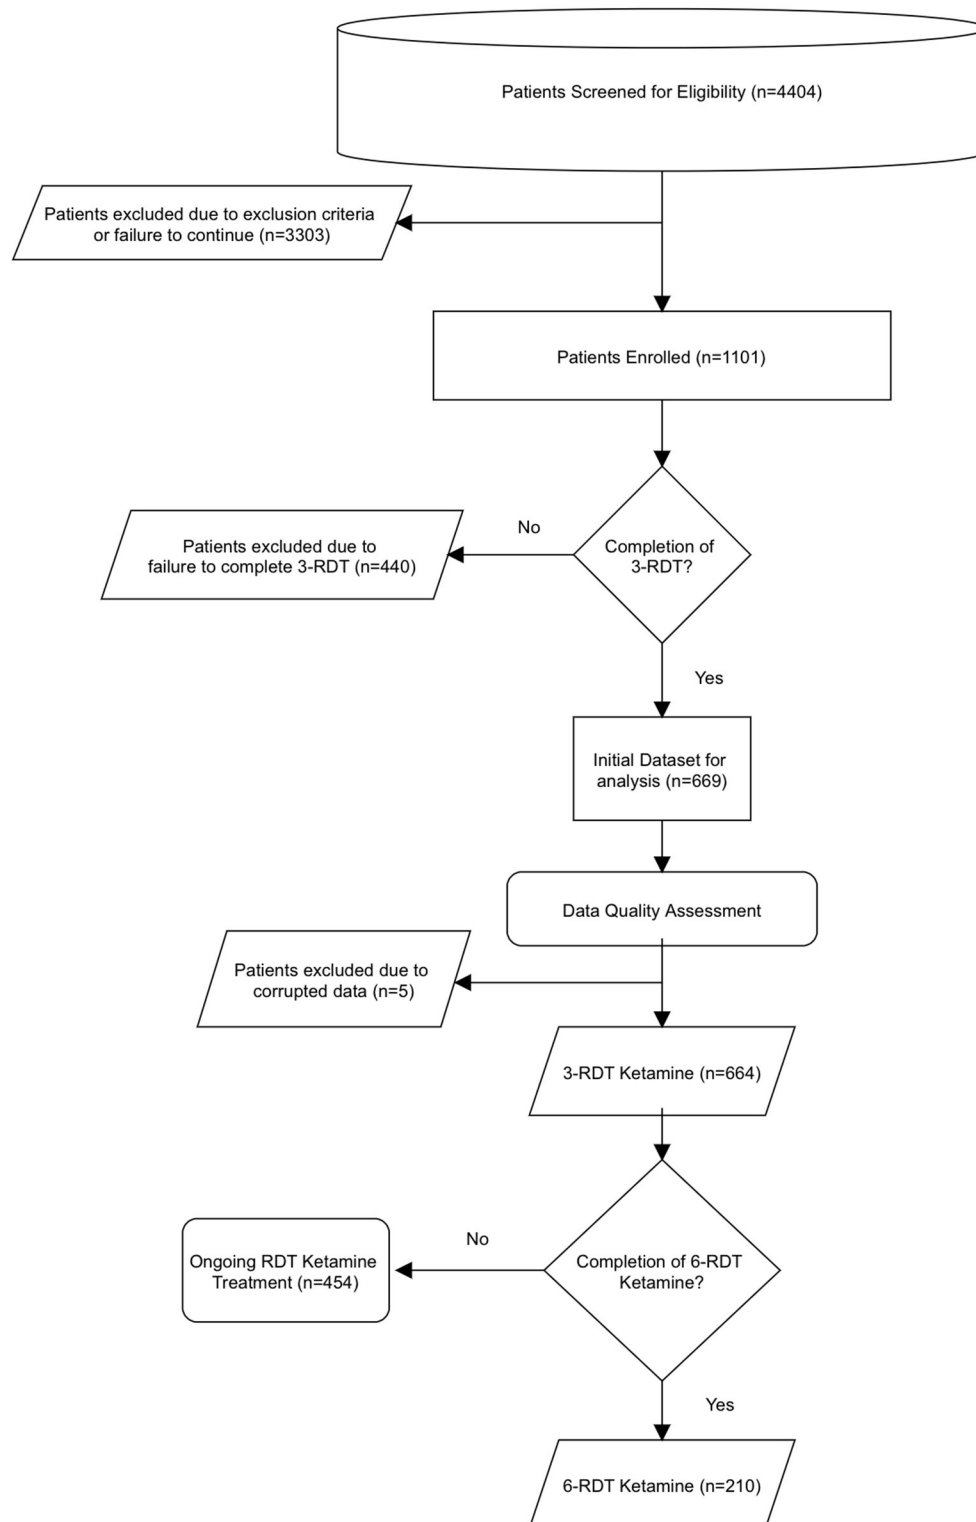 Patients Screened for Eligibility (n=4404)
Patients excluded due to exclusion criteria
or failure to continue (n=3303)
Patients Enrolled (n=1101)
No
Patients excluded due to
failure to complete 3-RDT (n=440)
Completion of
3-RDT?
Yes
Initial Dataset for
analysis (n=669)
Data Quality Assessment
Patients excluded due to
corrupted data (n=5)
3-RDT Ketamine (n=664)
No
Ongoing RDT Ketamine
Treatment (n=454)
Completion of 6-RDT
Ketamine?
Yes
6-RDT Ketamine (n=210)